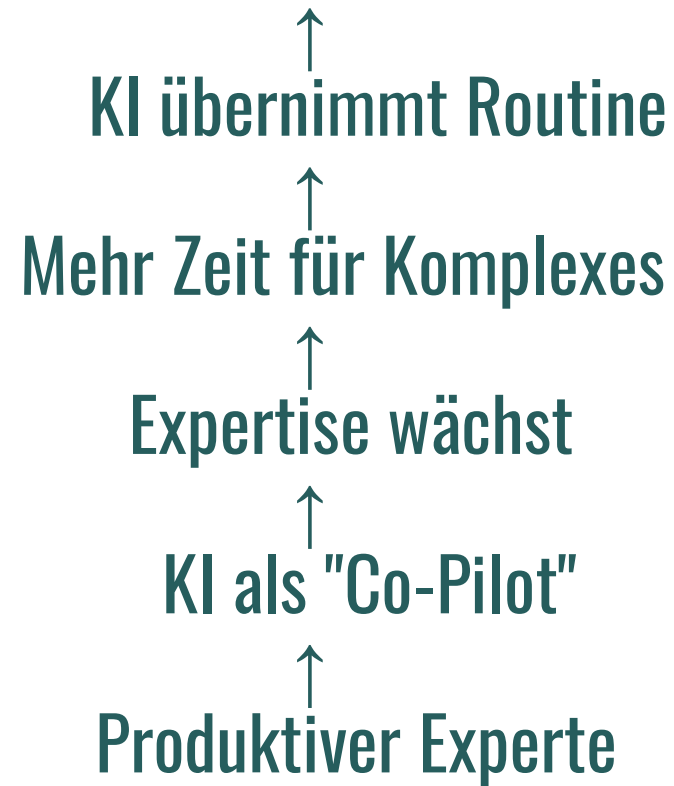 ↑
KI übernimmt Routine
↑
Mehr Zeit für Komplexes
↑
Expertise wächst
↑
KI als "Co-Pilot"
↑
Produktiver Experte